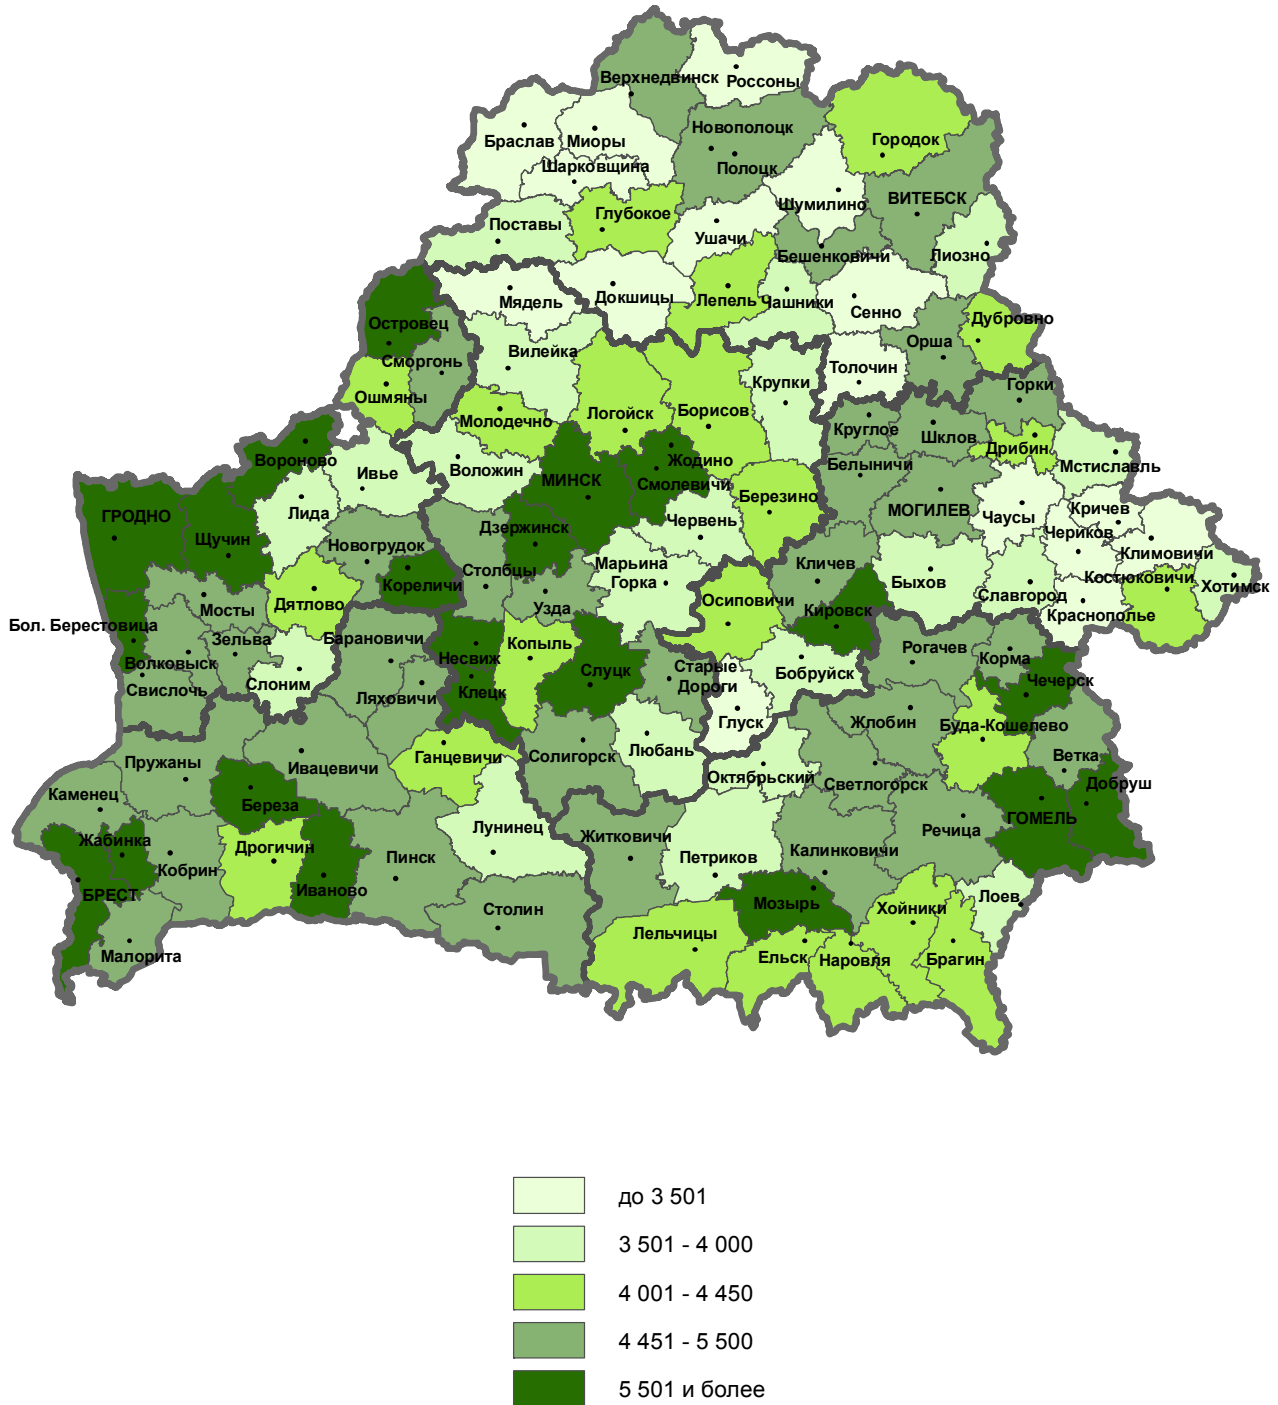 Верхнедвинск
Россоны
Браслав
Миоры
Новополоцк
Городок
Шарковщина
Полоцк
Шумилино
ВИТЕБСК
Поставы
Глубокое
Ушачи
Бешенковичи
Лиозно
Мядель
Докшицы
Лепель
Чашники
Сенно
Островец
Дубровно
Сморгонь
Вилейка
Орша
Толочин
Ошмяны
Крупки
Горки
Молодечно
Логойск
Борисов
Круглое
Шклов
Дрибин
Вороново
Воложин
Жодино
Белыничи
Мстиславль
Ивье
МИНСК
Смолевичи
Березино
ГРОДНО
Лида
Червень
МОГИЛЕВ
Чаусы
Кричев
Щучин
Дзержинск
Чериков
Новогрудок
Климовичи
Столбцы
Марьина
Горка
Кличев
Быхов
Костюковичи
Кореличи
Хотимск
Мосты
Дятлово
Узда
Осиповичи
Кировск
Славгород
Краснополье
Бол. Берестовица
Зельва
Барановичи
Копыль
Рогачев
Корма
Волковыск
Несвиж
Слуцк
Старые
Дороги
Бобруйск
Чечерск
Свислочь
Слоним
Ляховичи
Клецк
Глуск
Жлобин
Буда-Кошелево
Пружаны
Ивацевичи
Ганцевичи
Солигорск
Любань
Октябрьский
Светлогорск
Ветка
Каменец
Береза
Добруш
Жабинка
Дрогичин
Лунинец
Житковичи
ГОМЕЛЬ
Кобрин
Пинск
Петриков
Калинковичи
Речица
БРЕСТ
Иваново
Столин
Мозырь
Хойники
Лоев
Малорита
Лельчицы
Ельск
Наровля
Брагин
до 3 501
3 501 - 4 000
4 001 - 4 450
4 451 - 5 500
5 501 и более